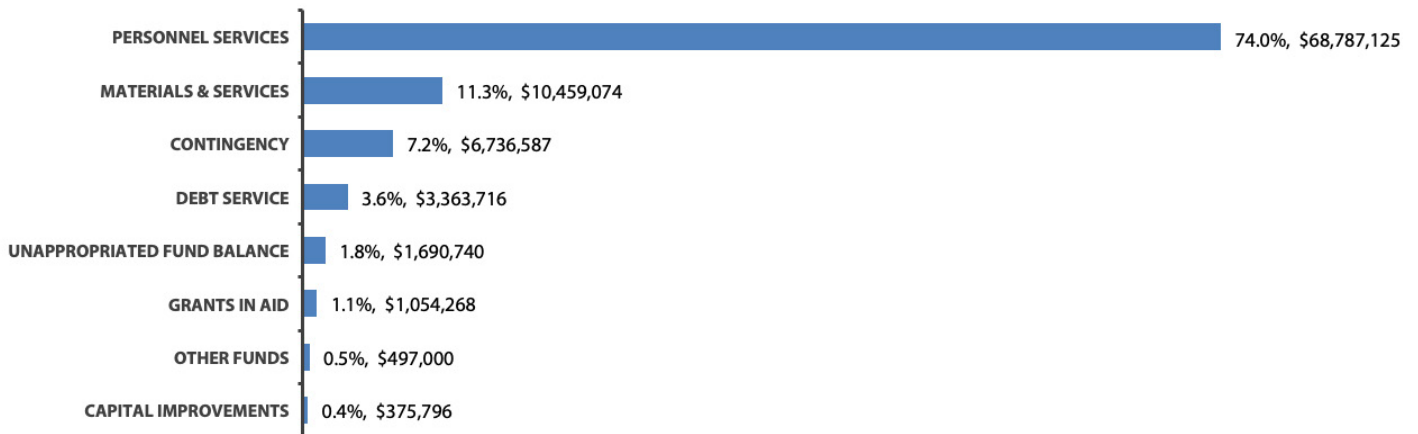 PERSONNEL SERVICES 74.0%, $68,787,125
MATERIALS & SERVICES 11.3%, $10,459,074
CONTINGENCY 7.2%, $6,736,587
DEBT SERVICE 3.6%, $3,363,716
UNAPPROPRIATED FUND BALANCE 1.8%, $1,690,740
GRANTS IN AID 1.1%, $1,054,268
OTHER FUNDS 0.5%, $497,000
CAPITAL IMPROVEMENTS 0.4%, $375,796